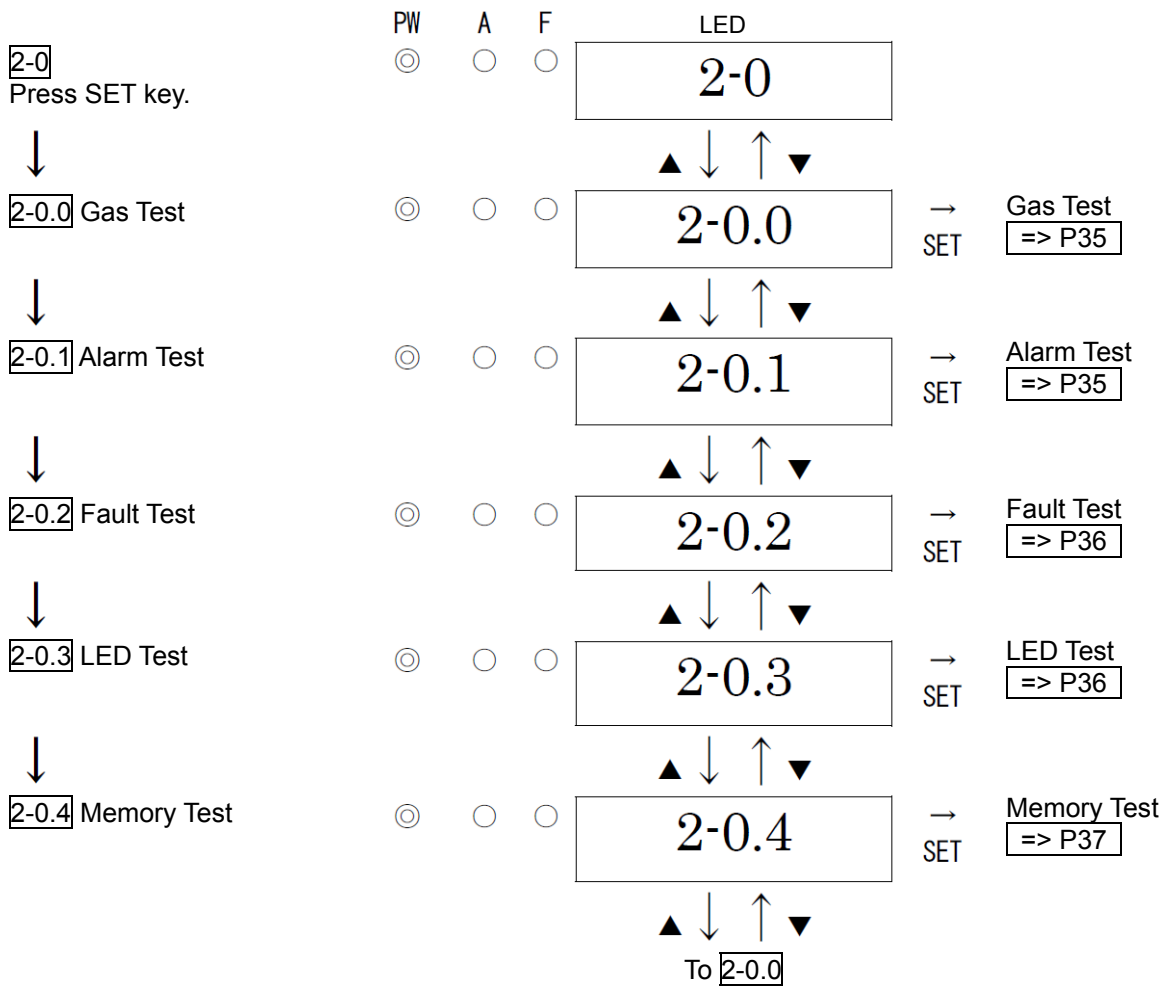 PW A F LED
2-0 ◎ ○ ○ 2-0
Press SET key.
↓ ▲ ↓ ↑ ▼
2-0.0 Gas Test ◎ ○ ○ 2-0.0 → Gas Test
SET => P35
↓ ▲ ↓ ↑ ▼
2-0.1 Alarm Test ◎ ○ ○ 2-0.1 → Alarm Test
SET => P35
↓ ▲ ↓ ↑ ▼
2-0.2 Fault Test ◎ ○ ○ 2-0.2 → Fault Test
SET => P36
↓ ▲ ↓ ↑ ▼
2-0.3 LED Test ◎ ○ ○ 2-0.3 → LED Test
SET => P36
↓ ▲ ↓ ↑ ▼
2-0.4 Memory Test ◎ ○ ○ 2-0.4 → Memory Test
SET => P37
▲ ↓ ↑ ▼
To 2-0.0